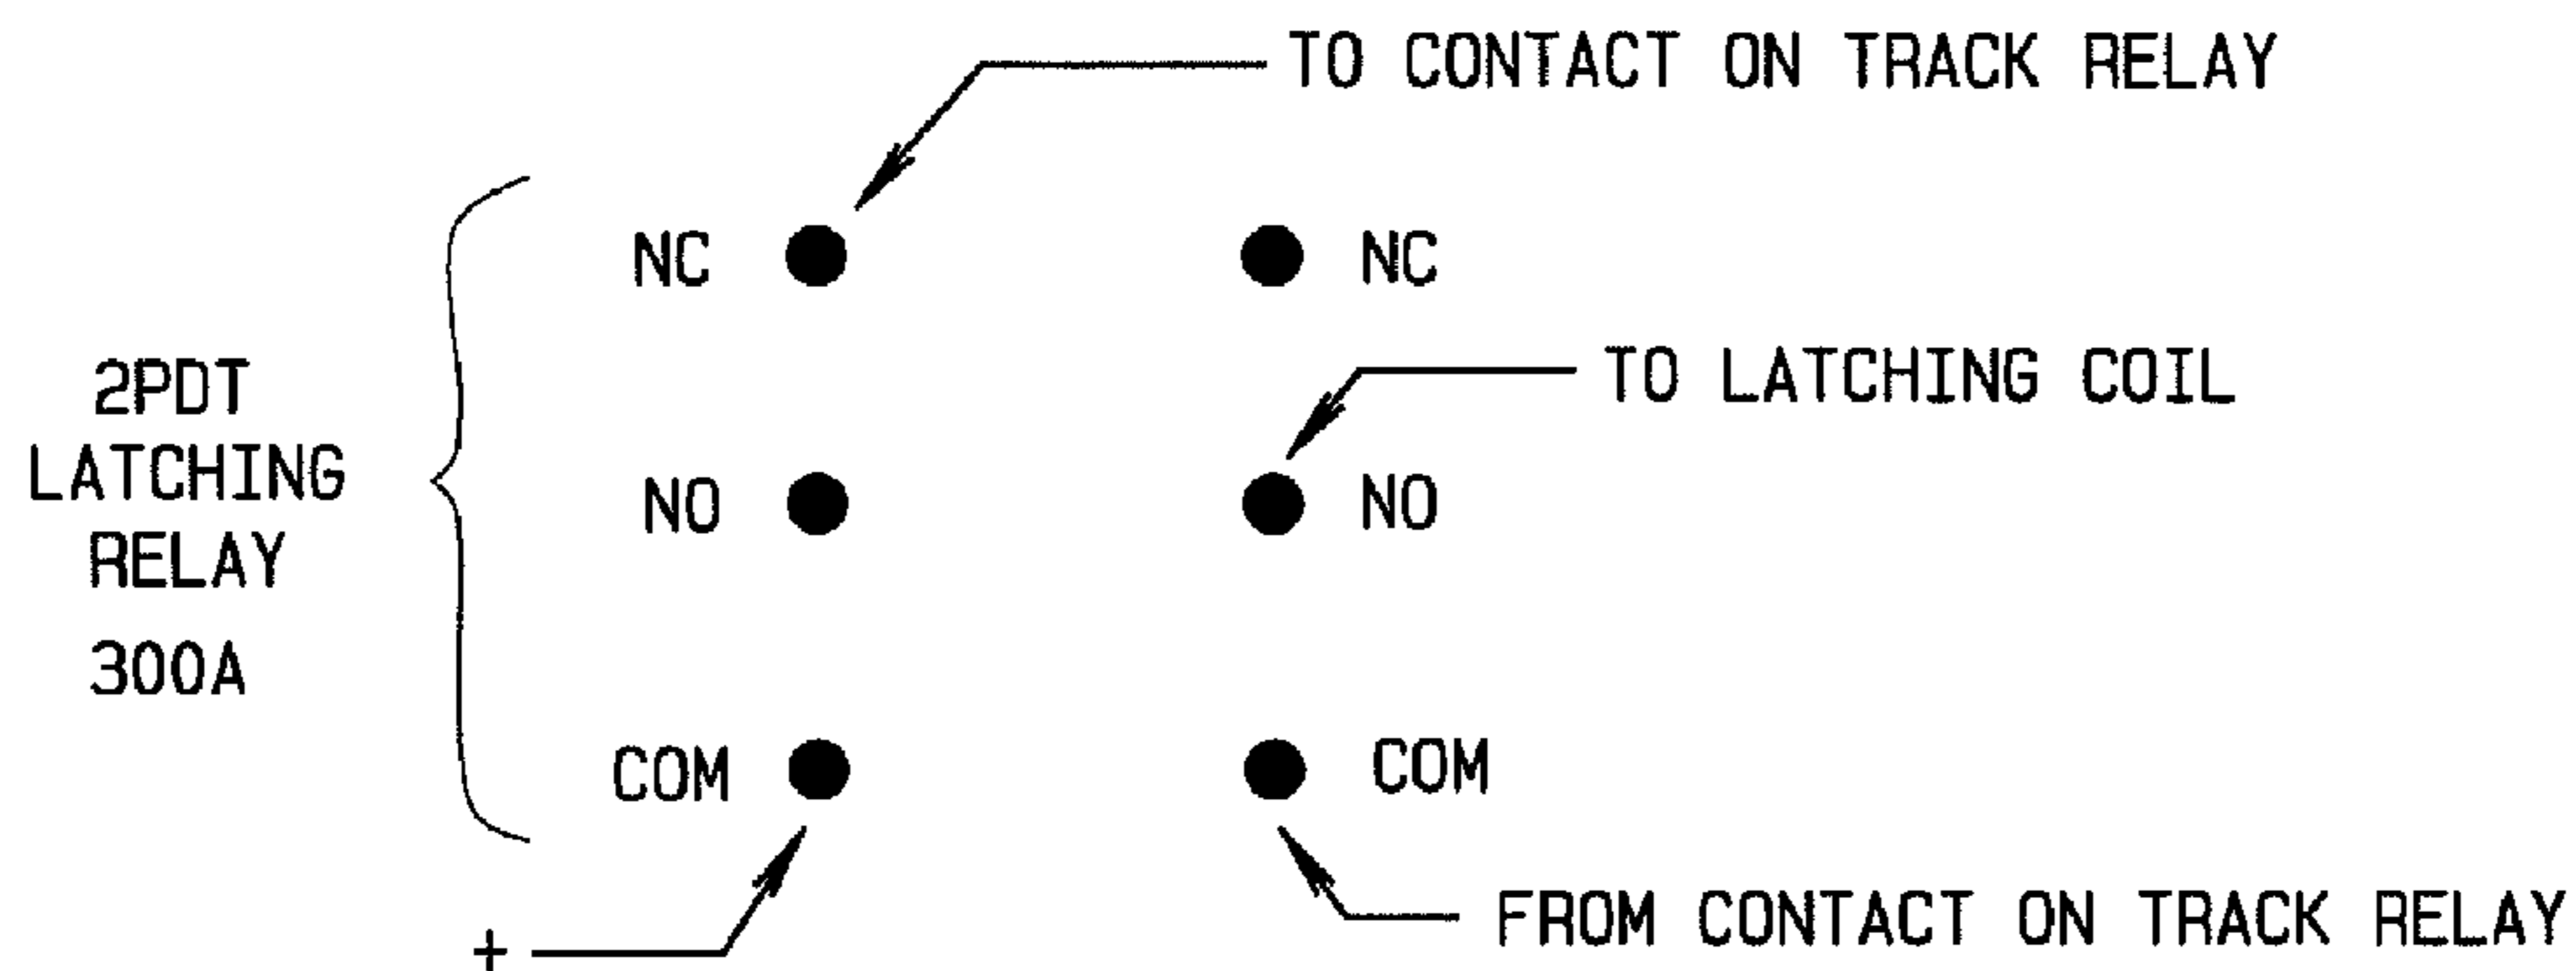 TO CONTACT ON TRACK RELAY
NC
NC
2PDT
LATCHING
RELAY
300A
TO LATCHING COIL
NO
NO
COM
COM
+
FROM CONTACT ON TRACK RELAY